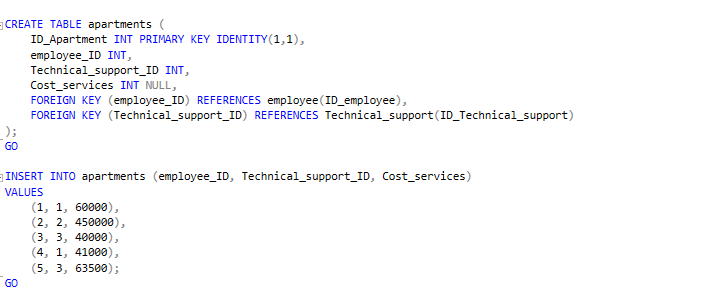 CREATE TABLE apartments (
    ID_Apartment INT PRIMARY KEY IDENTITY(1,1),
    employee_ID INT,
    Technical_support_ID INT,
    Cost_services INT NULL,
    FOREIGN KEY (employee_ID) REFERENCES employee(ID_employee),
    FOREIGN KEY (Technical_support_ID) REFERENCES Technical_support(ID_Technical_support)
);
GO
INSERT INTO apartments (employee_ID, Technical_support_ID, Cost_services)
VALUES
    (1, 1, 60000),
    (2, 2, 450000),
    (3, 3, 40000),
    (4, 1, 41000),
    (5, 3, 63500);
GO